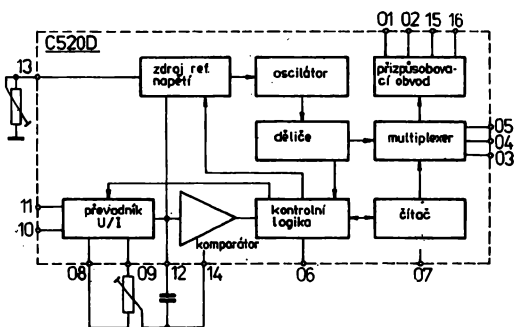 C520D
01 02 15 16
13
zdroj ref.
napětí
oscilátor
přizpůsobova-
cí obvod
děliče
multiplexer
05
04
03
11
10
převodník
U/I
komparátor
kontrolní
logika
čítač
08 09 12 14 06 07